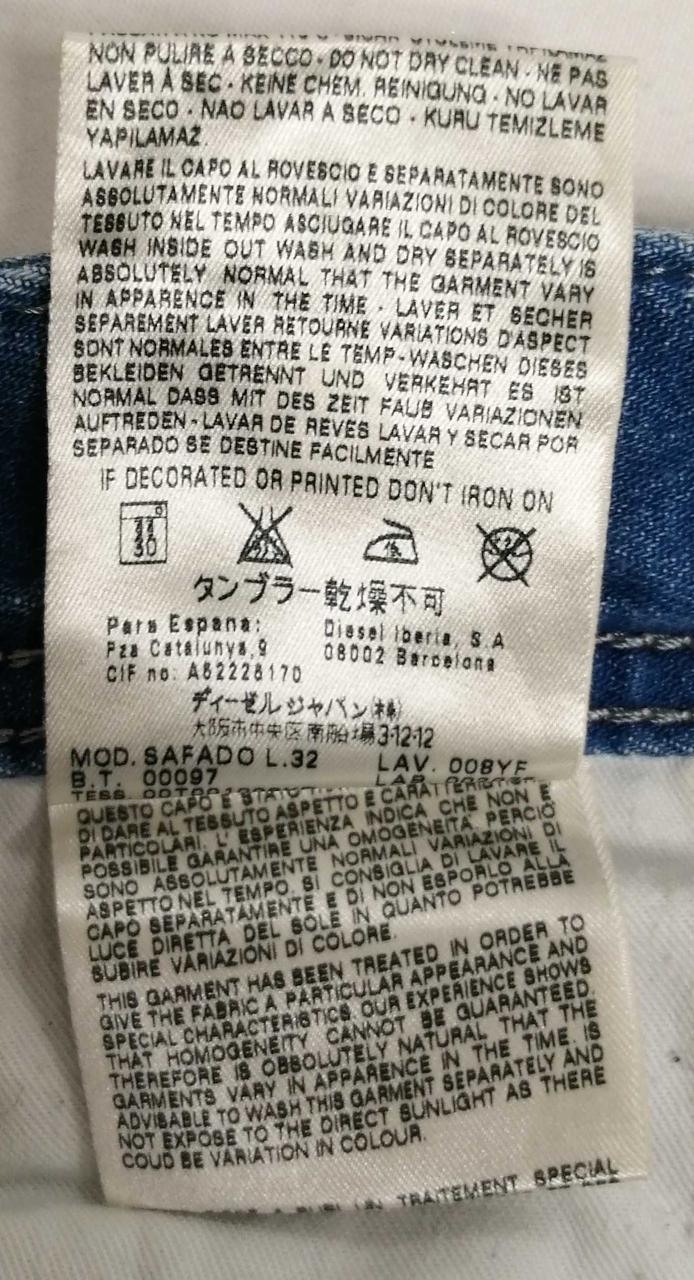 NON PULIRE A SECCO - DO NOT DRY CLEAN - NE PAS
LAVER À SEC - KEINE CHEM. REINIGUNG - NO LAVAR
EN SECO - NAO LAVAR A SECO - KURU TEMIZLEME
YAPILAMAZ.
LAVARE IL CAPO AL ROVESCIO E SEPARATAMENTE SONO
ASSOLUTAMENTE NORMALI VARIAZIONI DI COLORE DEL
TESSUTO NEL TEMPO ASCIUGARE IL CAPO AL ROVESCIO
WASH INSIDE OUT WASH AND DRY SEPARATELY IS
ABSOLUTELY NORMAL THAT THE GARMENT VARY
IN APPARENCE IN THE TIME - LAVER ET SECHER
SEPAREMENT LAVER RETOURNE VARIATIONS D'ASPECT
SONT NORMALES ENTRE LE TEMP-WASCHEN DIESES
BEKLEIDEN GETRENNT UND VERKEHRT ES IST
NORMAL DASS MIT DES ZEIT FAUB VARIAZIONEN
AUFTREDEN - LAVAR DE REVES LAVAR Y SECAR POR
SEPARADO SE DESTINE FACILMENTE
IF DECORATED OR PRINTED DON'T IRON ON
30
タンブラー乾燥不可
Para Espana: Diesel Iberia, S.A
Pza Catalunya,9 08002 Barcelona
CIF no: A62228170
ディーゼルジャパン㈱
大阪市中央区南船場3-12-12
MOD. SAFADO L.32 LAV. 008YF
B.T. 00097
QUESTO CAPO E E CARATTERISTICHE
DI DARE AL TESSUTO ASPETTO E CHE NON E
PARTICOLARI. L' ESPERIENZA INDICA PERCIO'
POSSIBILE GARANTIRE UNA OMOGENEITA' DI
SONO ASSOLUTAMENTE NORMALI VARIAZIONI DI
ASPETTO NEL TEMPO. SI CONSIGLIA DI LAVARE IL
CAPO SEPARATAMENTE E DI NON ESPORLO ALLA
LUCE DIRETTA DEL SOLE IN QUANTO POTREBBE
SUBIRE VARIAZIONI DI COLORE.
THIS GARMENT HAS BEEN TREATED IN ORDER TO
GIVE THE FABRIC A PARTICULAR APPEARANCE AND
SPECIAL CHARACTERISTICS. OUR EXPERIENCE SHOWS
THAT HOMOGENEITY CANNOT BE GUARANTEED.
THEREFORE IS OBSOLUTELY NATURAL THAT THE
GARMENTS VARY IN APPARENCE IN THE TIME. IS
ADVISABLE TO WASH THIS GARMENT SEPARATELY AND
NOT EXPOSE TO THE DIRECT SUNLIGHT AS THERE
COUD BE VARIATION IN COLOUR.
UN TRAITEMENT SPECIAL